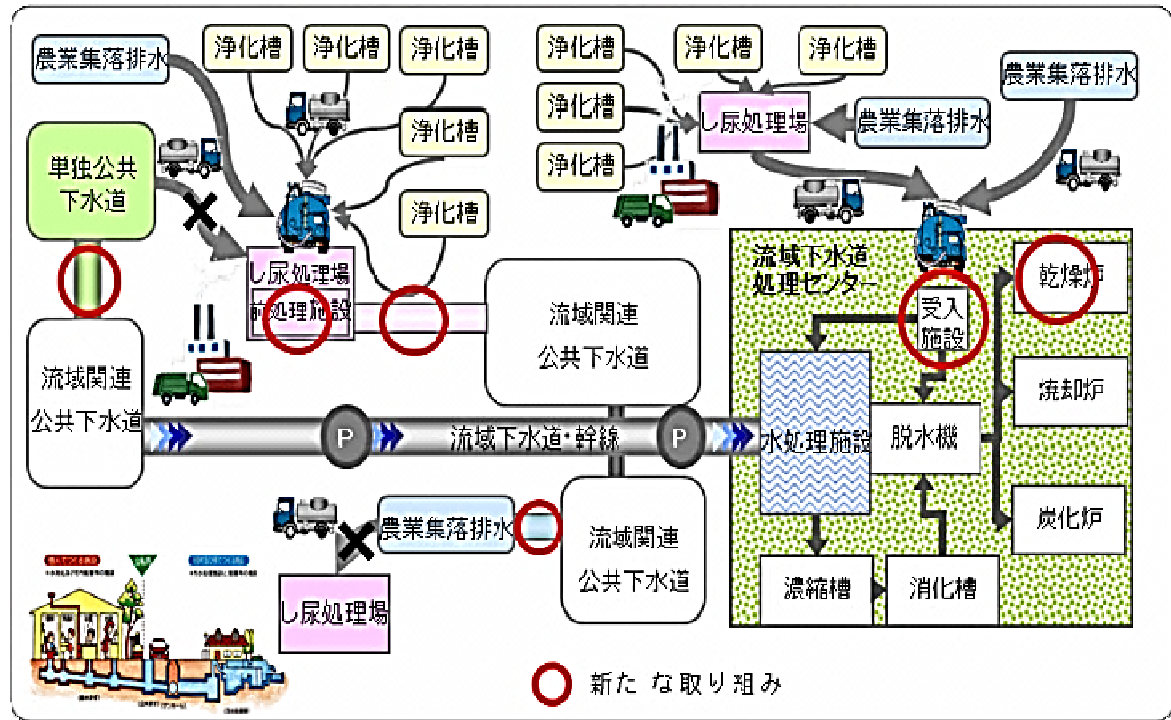 農業集落排水
浄化槽
浄化槽
浄化槽
浄化槽
浄化槽
単独公共
下水道
し尿処理場
前処理施設
流域関連
公共下水道
流域関連
公共下水道
P
流域下水道・幹線
P
農業集落排水
し尿処理場
流域関連
公共下水道
浄化槽
浄化槽
浄化槽
浄化槽
浄化槽
し尿処理場
農業集落排水
農業集落排水
流域下水道
処理センター
受入
施設
乾燥炉
焼却炉
炭化炉
水処理施設
脱水機
濃縮槽
消化槽
新たな取り組み